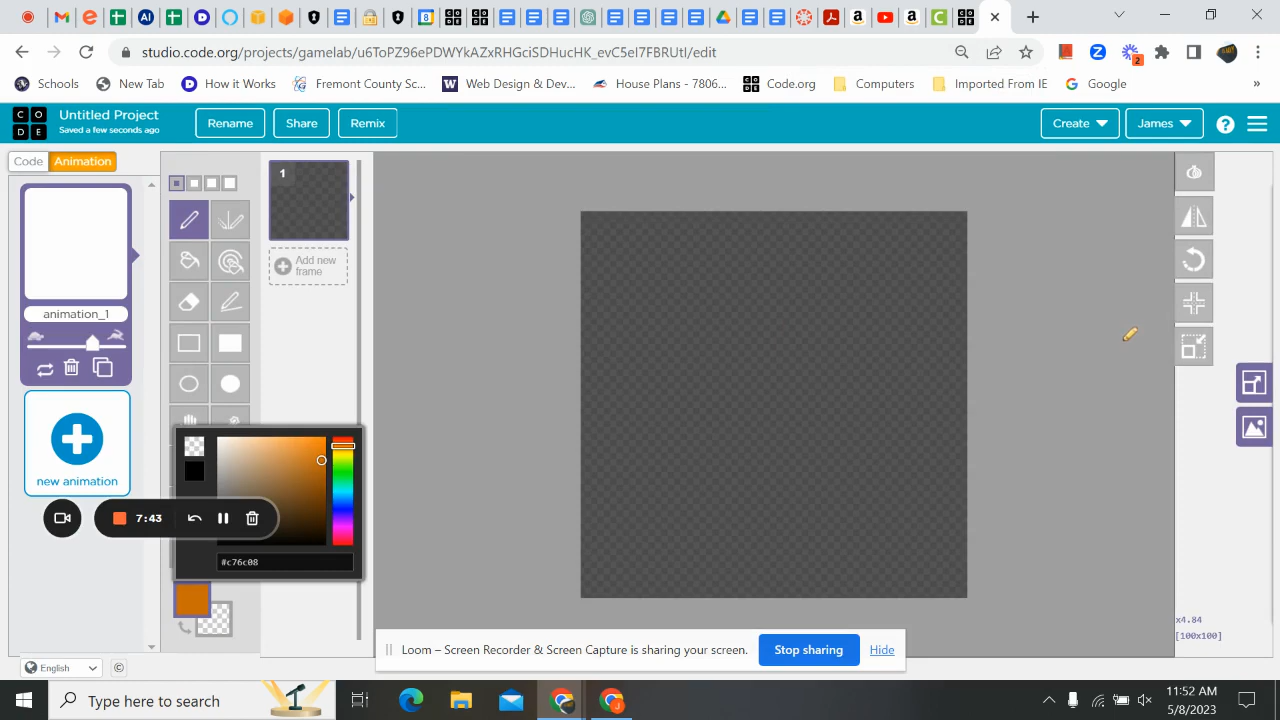 studio.code.org/projects/gamelab/u6ToPZ96ePDWYkAZxRHGciSDHucHK_evC5el7FBRUtI/edit
2
Schools
New Tab
How it Works
Fremont County Sc...
Web Design & Dev...
House Plans - 7806...
Code.org
Computers
Imported From IE
Google
»
CODE
Untitled Project
Saved a few seconds ago
Rename
Share
Remix
Create
James
?
Code
Animation
1
Add new
frame
animation_1
new animation
7:43
#c76c08
x4.84
[100x100]
Loom – Screen Recorder & Screen Capture is sharing your screen.
Stop sharing
Hide
English
©
Type here to search
11:52 AM
5/8/2023